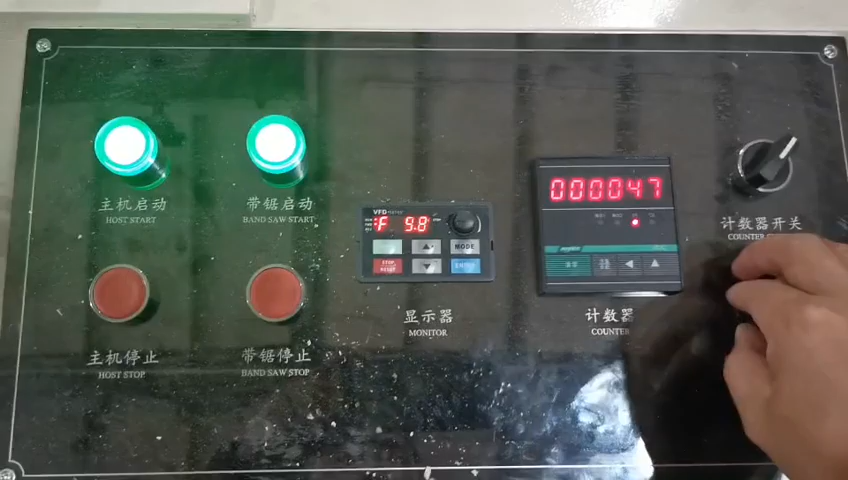 主机启动
HOST START
带锯启动
BAND SAW START
VFD
F 9.8
MODE
STOP
RESET
ENTER
显示器
MONITOR
000047
计数器
COUNTER
计数器开关
COUNTER
主机停止
HOST STOP
带锯停止
BAND SAW STOP